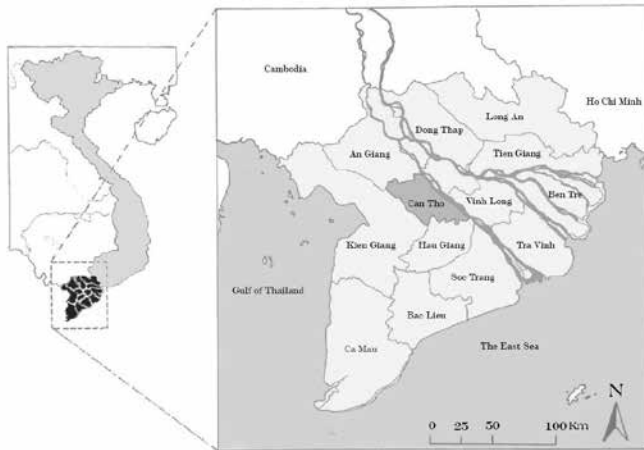 Cambodia
Ho Chi Minh
Long An
Dong Thap
Tien Giang
An Giang
Ben Tre
Can Tho
Vinh Long
Kien Giang
Hau Giang
Tra Vinh
Soc Trang
Gulf of Thailand
Bac Lieu
Ca Mau
The East Sea
N
0 25 50 100 Km